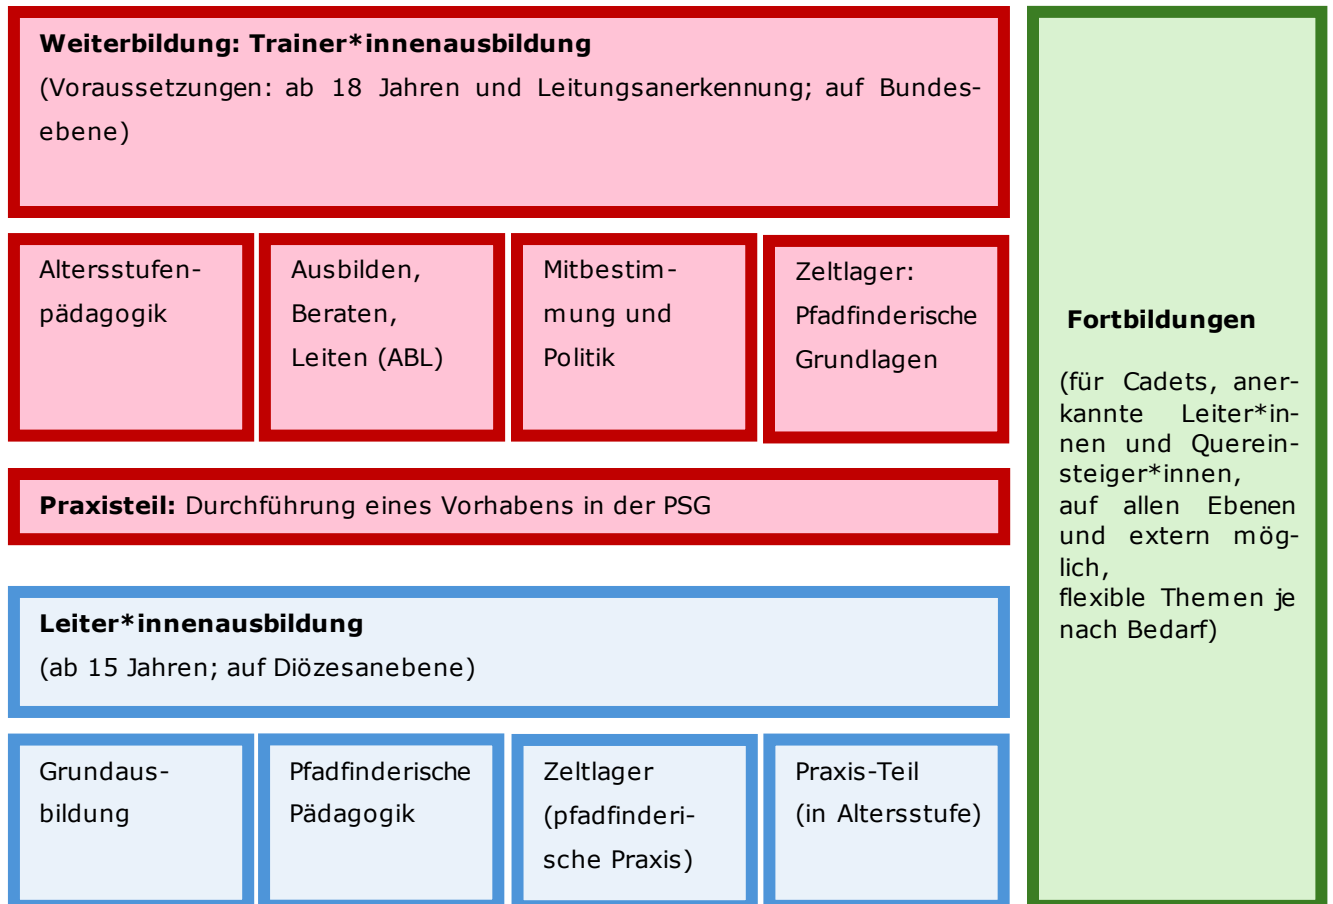 Weiterbildung: Trainer*innenausbildung
(Voraussetzungen: ab 18 Jahren und Leitungsanerkennung; auf Bundes-
ebene)
Altersstufen-
pädagogik
Ausbilden,
Beraten,
Leiten (ABL)
Mitbestim-
mung und
Politik
Zeltlager:
Pfadfinderische
Grundlagen
Praxisteil: Durchführung eines Vorhabens in der PSG
Leiter*innenausbildung
(ab 15 Jahren; auf Diözesanebene)
Grundaus-
bildung
Pfadfinderische
Pädagogik
Zeltlager
(pfadfinderi-
sche Praxis)
Praxis-Teil
(in Altersstufe)
Fortbildungen
(für Cadets, aner-
kannte Leiter*in-
nen und Querein-
steiger*innen,
auf allen Ebenen
und extern mög-
lich,
flexible Themen je
nach Bedarf)